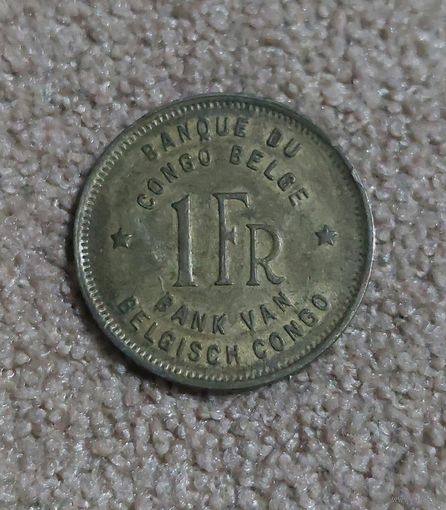 BANQUE DU
CONGO BELGE
1 FR
BANK VAN
BELGISCH CONGO